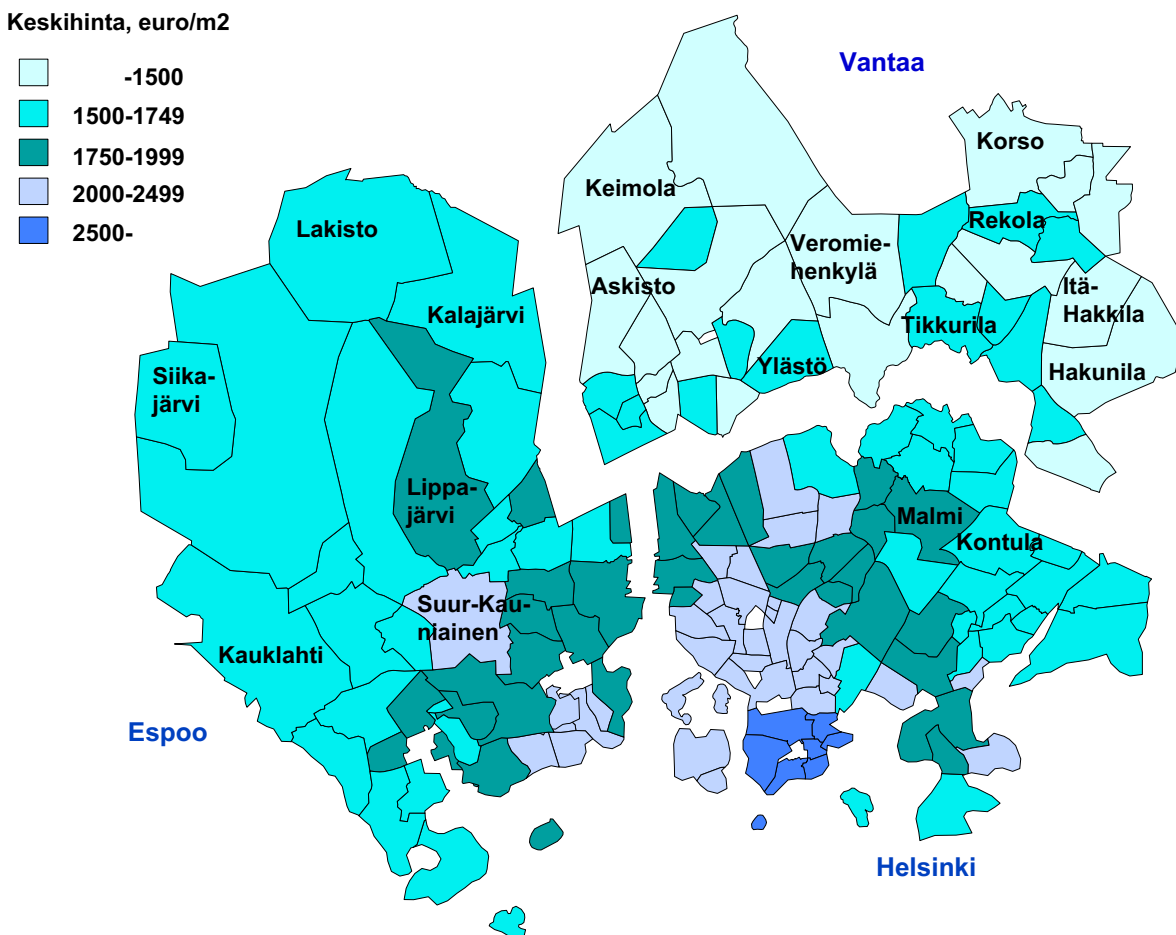 Keskihinta, euro/m2
-1500
1500-1749
1750-1999
2000-2499
2500-
Vantaa
Korso
Keimola
Rekola
Lakisto
Veromie-
henkylä
Askisto
Itä-
Hakkila
Kalajärvi
Tikkurila
Ylästö
Hakunila
Siika-
järvi
Lippa-
järvi
Malmi
Kontula
Suur-Kau-
niainen
Kauklahti
Espoo
Helsinki